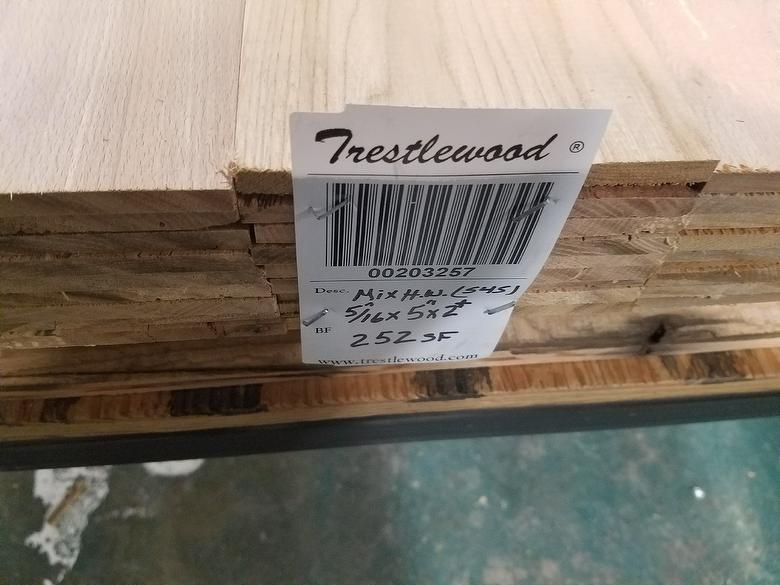 Trestlewood ®
00203257
Desc. Mix H.W. (S4S)
5/16" x 5" x 2'+
BF 252 SF
www.trestlewood.com